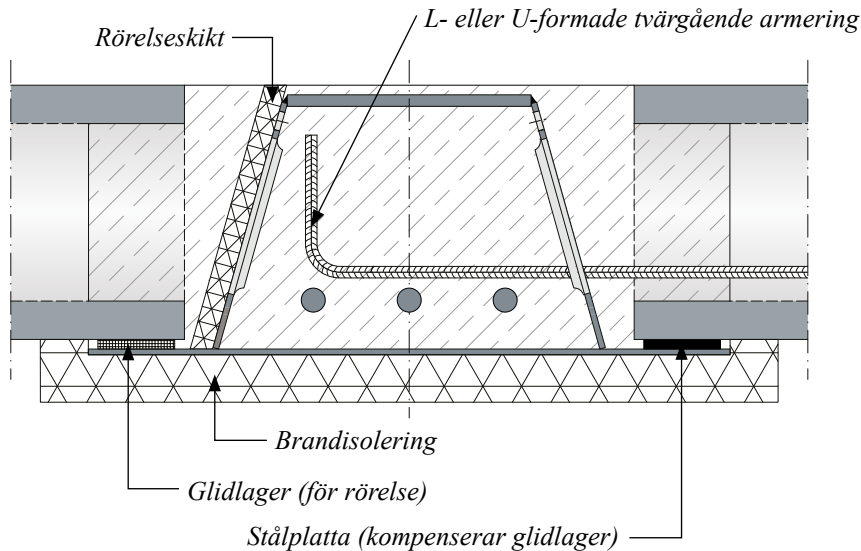 L- eller U-formade tvärgående armering
Rörelseskikt
Brandisolering
Glidlager (för rörelse)
Stålplatta (kompenserar glidlager)